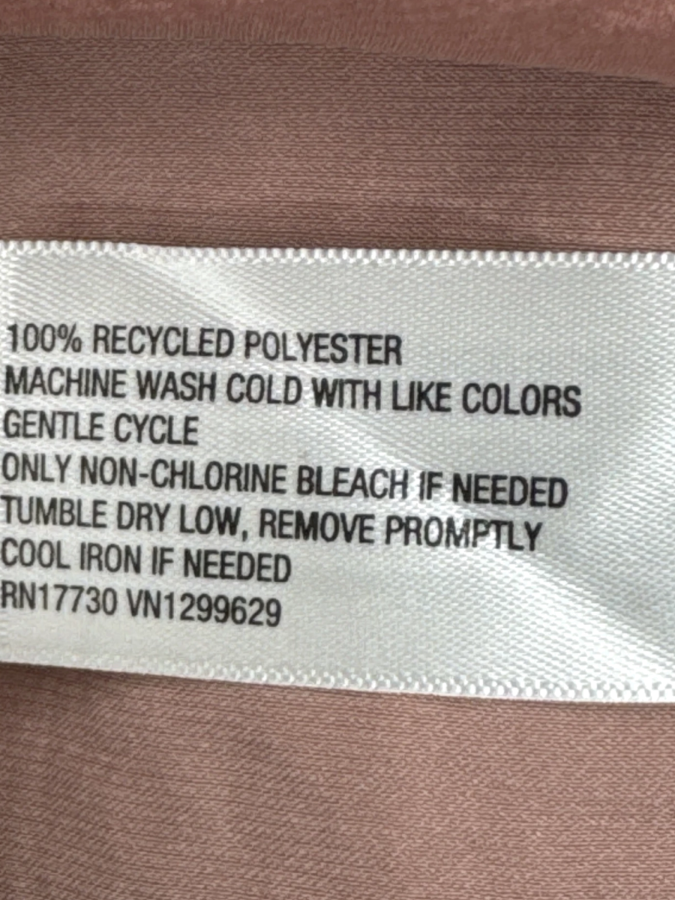 100% RECYCLED POLYESTER
MACHINE WASH COLD WITH LIKE COLORS
GENTLE CYCLE
ONLY NON-CHLORINE BLEACH IF NEEDED
TUMBLE DRY LOW, REMOVE PROMPTLY
COOL IRON IF NEEDED
RN17730 VN1299629